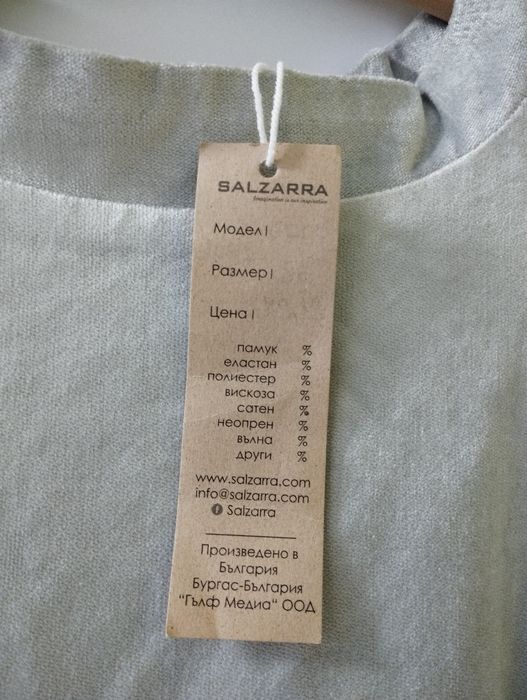 SALZARRA
Imagination is our inspiration
Модел |
Размер |
Цена |
памук %
еластан %
полиестер %
вискоза %
сатен %
неопрен %
вълна %
други %
www.salzarra.com
info@salzarra.com
f Salzarra
Произведено в
България
Бургас-България
"Гълф Медиа" ООД